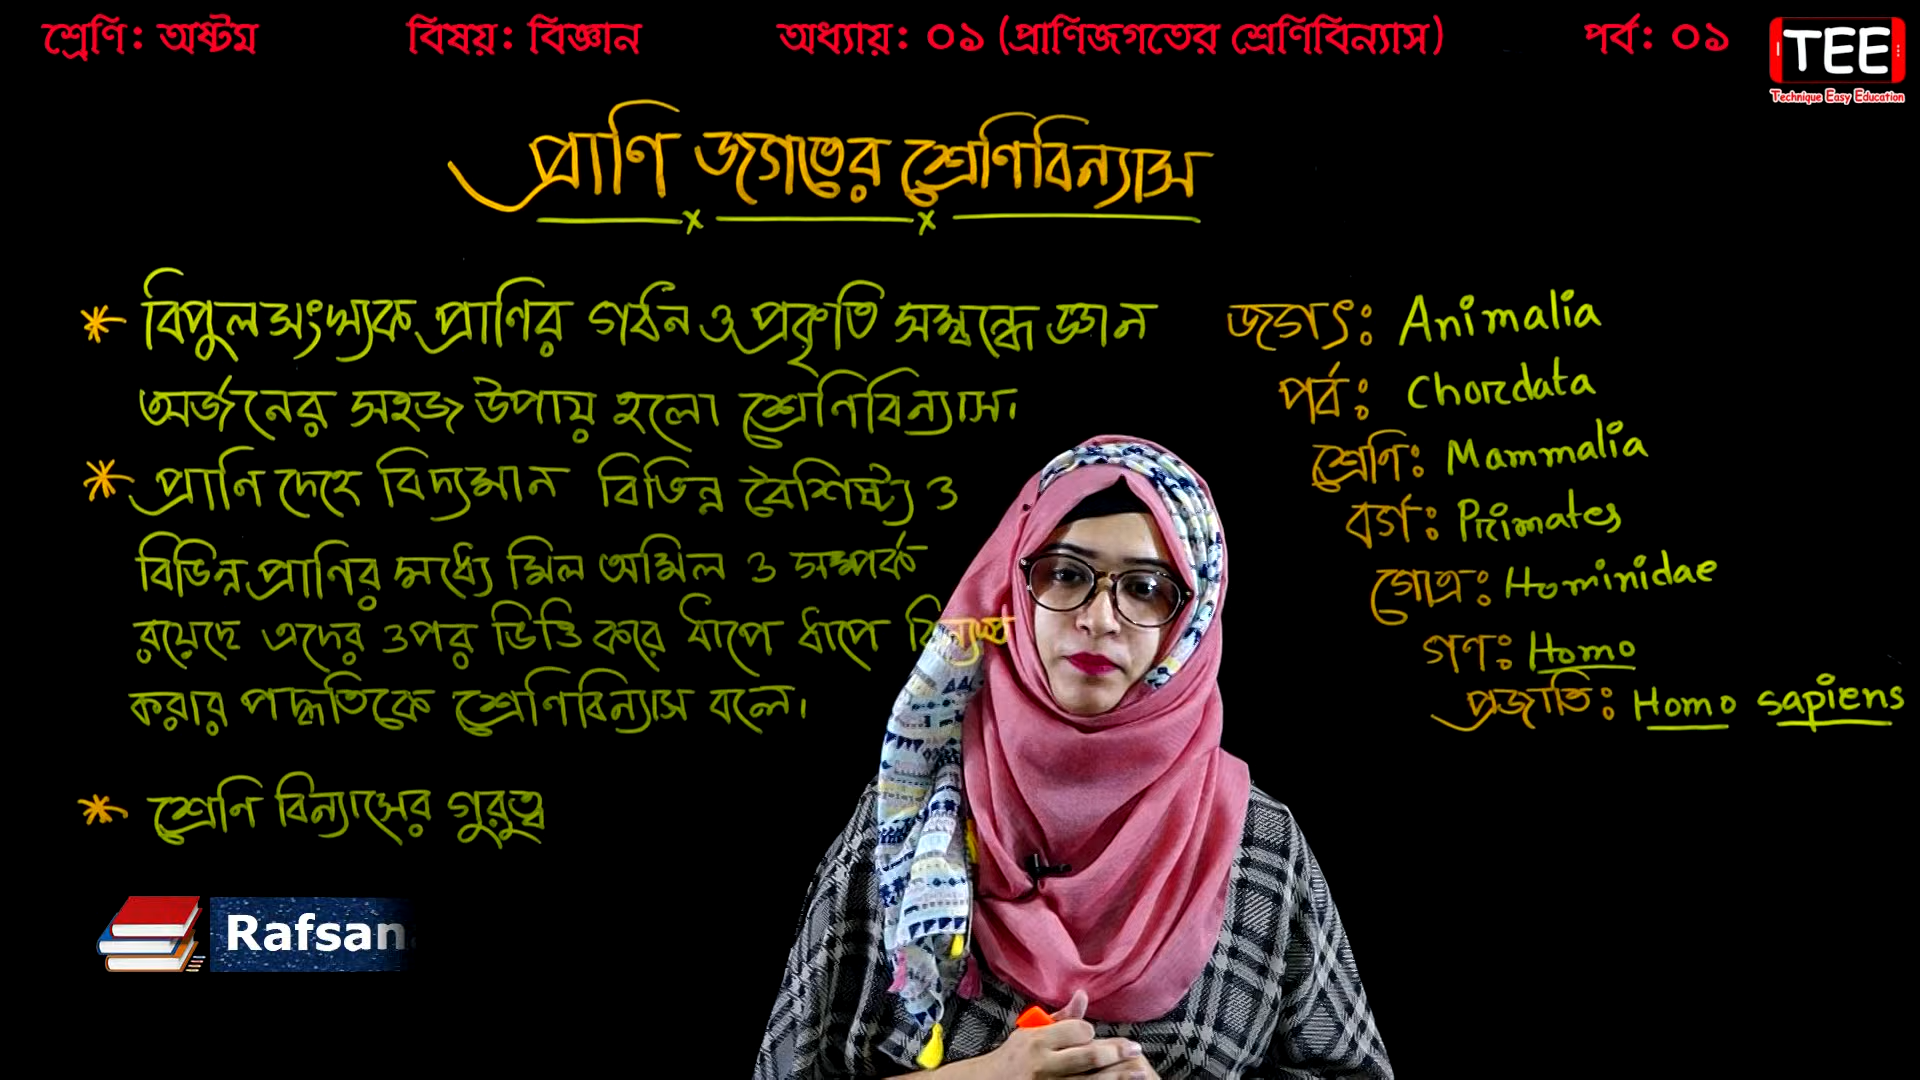 শ্রেণি: অষ্টম বিষয়: বিজ্ঞান অধ্যায়: ০১ (প্রাণিজগতের শ্রেণিবিন্যাস) পর্ব: ০১
TEE
Technique Easy Education
প্রাণি জগতের শ্রেণিবিন্যাস
* বিপুল সংখ্যক প্রাণির গঠন ও প্রকৃতি সম্বন্ধে জ্ঞান
অর্জনের সহজ উপায় হলো শ্রেণিবিন্যাস।
* প্রাণি দেহে বিদ্যমান বিভিন্ন বৈশিষ্ট্য ও
বিভিন্ন প্রাণির মধ্যে মিল অমিল ও সম্পর্ক
রয়েছে এদের ওপর ভিত্তি করে ধাপে ধাপে বিন্যস্ত
করার পদ্ধতিকে শ্রেণিবিন্যাস বলে।
* শ্রেণি বিন্যাসের গুরুত্ব
জগৎ: Animalia
পর্ব: Chordata
শ্রেণি: Mammalia
বর্গ: Primates
গোত্র: Hominidae
গণ: Homo
প্রজাতি: Homo sapiens
Rafsan